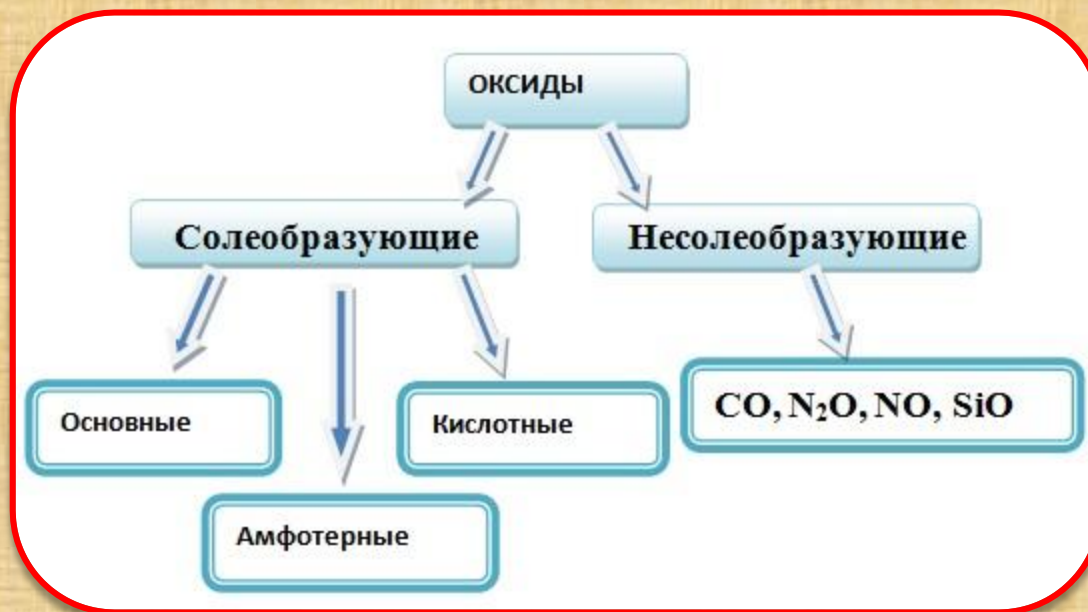 ОКСИДЫ
Солеобразующие
Несолеобразующие
Основные
Кислотные
CO, N₂O, NO, SiO
Амфотерные